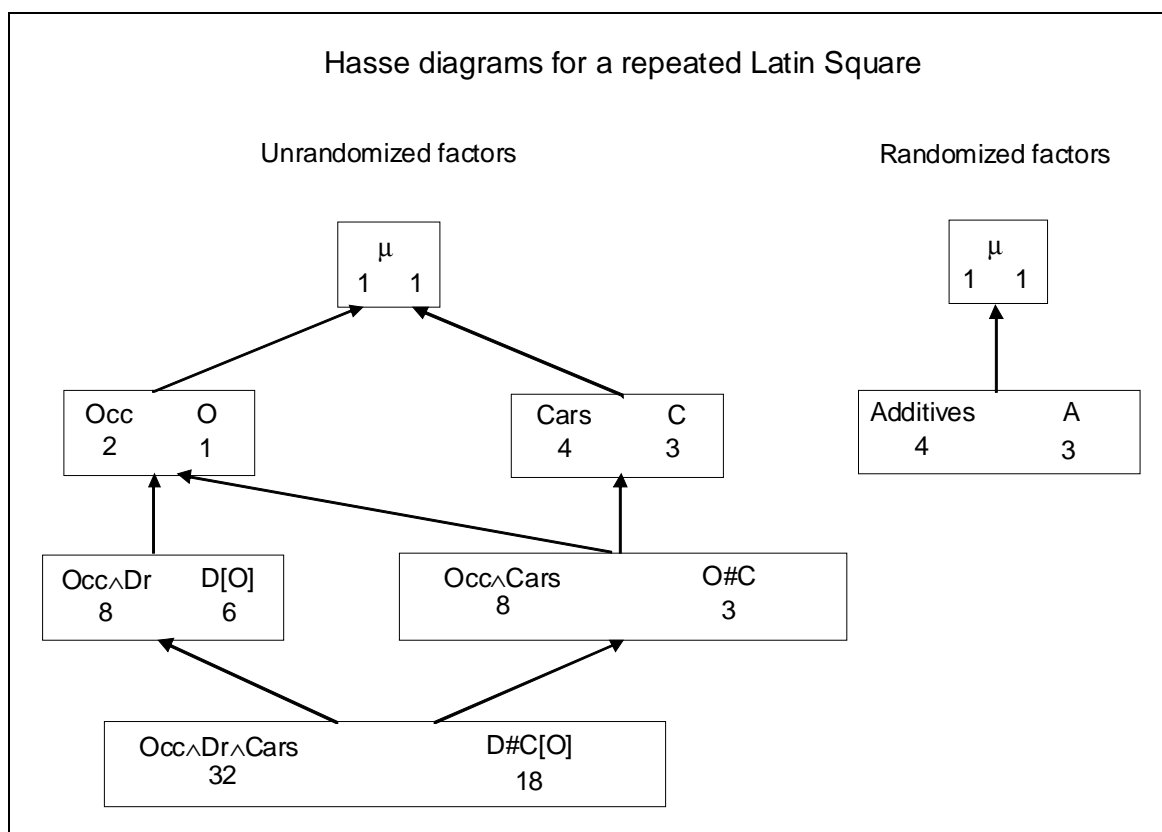 Hasse diagrams for a repeated Latin Square
Unrandomized factors
Randomized factors
μ
1 1
μ
1 1
Occ O
2 1
Cars C
4 3
Additives A
4 3
Occ∧Dr D[O]
8 6
Occ∧Cars O#C
8 3
Occ∧Dr∧Cars D#C[O]
32 18